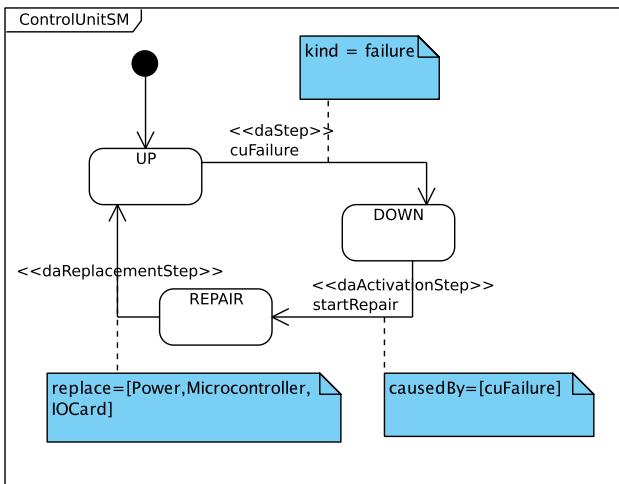 ControlUnitSM
kind = failure
<<daStep>>
cuFailure
UP
DOWN
<<daReplacementStep>>
<<daActivationStep>>
REPAIR
startRepair
replace=[Power,Microcontroller,
IOCard]
causedBy=[cuFailure]